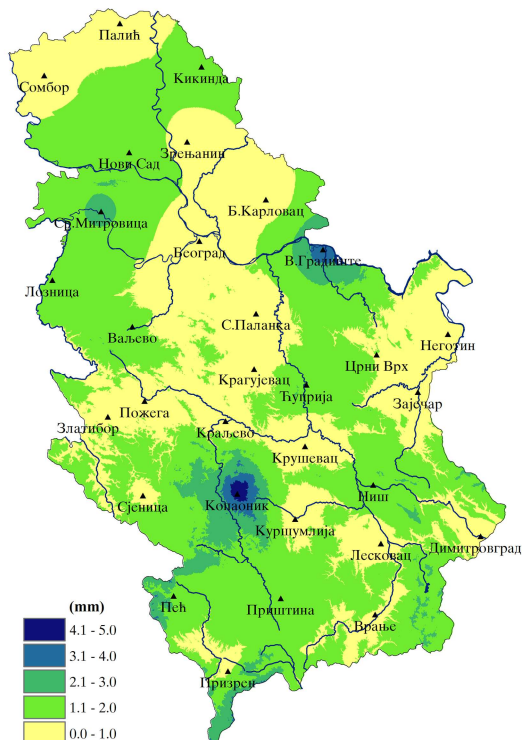 Палић
Сомбор
Кикинда
Зрењанин
Нови Сад
Б.Карловац
Ср.Митровица
Београд
В.Градиште
Лозница
С.Паланка
Ваљево
Неготин
Црни Врх
Крагујевац
Ћуприја
Зајечар
Пожега
Златибор
Краљево
Крушевац
Копаоник
Сјеница
Ниш
Куршумлија
Димитровград
Лесковац
Пећ
Приштина
Врање
Призрен
(mm)
4.1 - 5.0
3.1 - 4.0
2.1 - 3.0
1.1 - 2.0
0.0 - 1.0